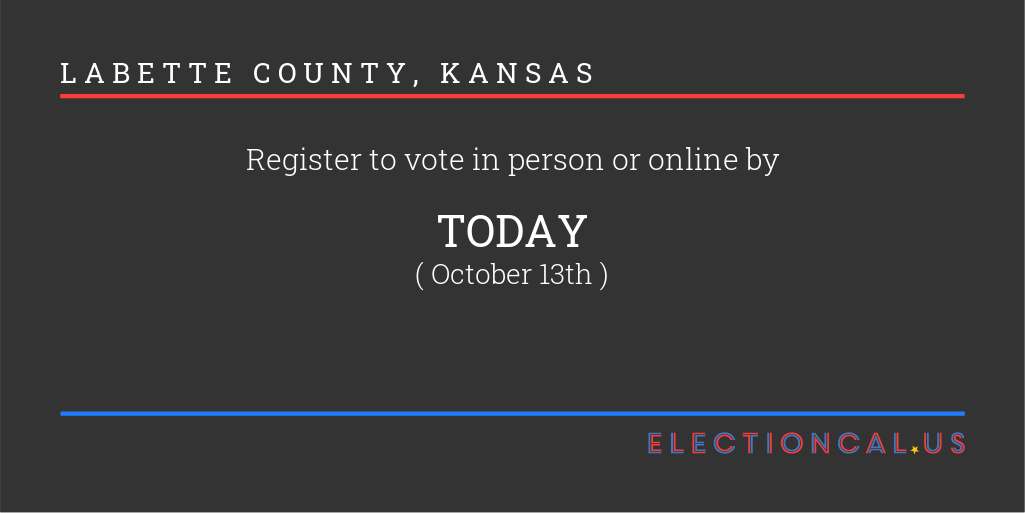 LABETTE COUNTY, KANSAS
Register to vote in person or online by
TODAY
( October 13th )
ELECTIONCAL.US